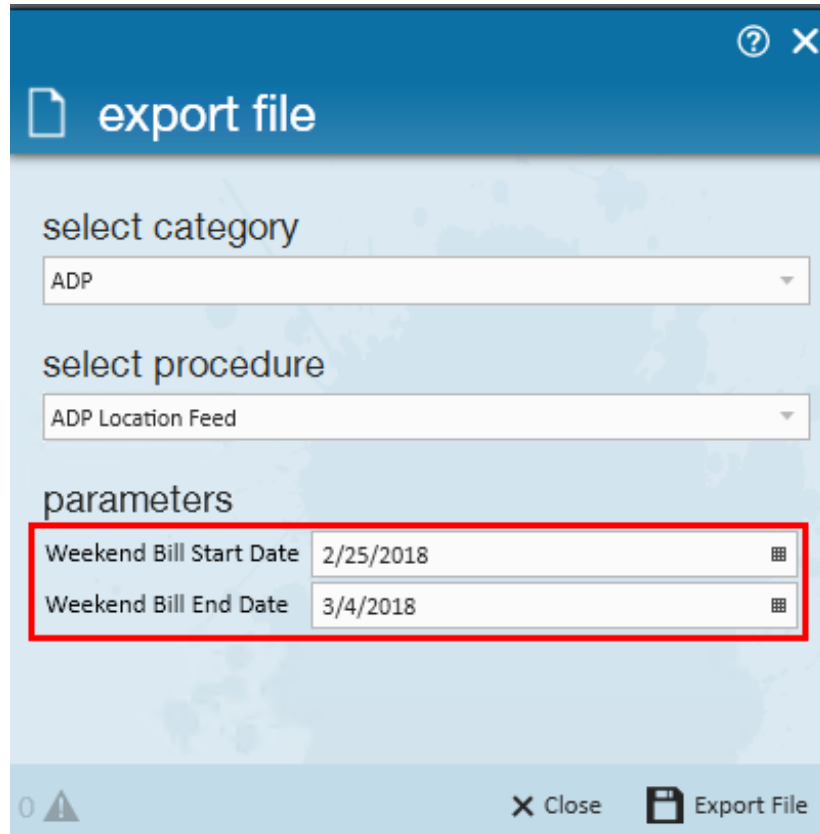 export file
select category
ADP
select procedure
ADP Location Feed
parameters
Weekend Bill Start Date 2/25/2018
Weekend Bill End Date 3/4/2018
0 Close Export File